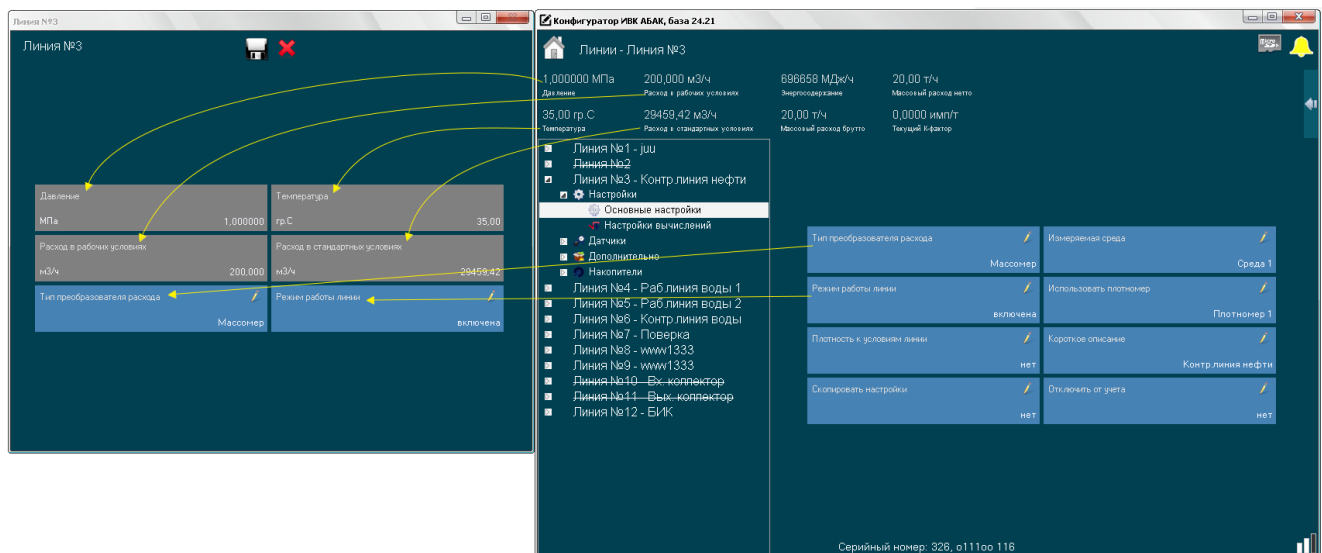 Линия №3
Линия №3
Давление
МПа 1,000000
Температура
гр.С 35,00
Расход в рабочих условиях
м3/ч 200,000
Расход в стандартных условиях
м3/ч 29459,42
Тип преобразователя расхода
Массомер
Режим работы линии
включена
Конфигуратор ИВК АБАК, база 24.21
Линии - Линия №3
1,000000 МПа
Давление
200,000 м3/ч
Расход в рабочих условиях
696658 МДж/ч
Энергосодержание
20,00 т/ч
Массовый расход нетто
35,00 гр.С
Температура
29459,42 м3/ч
Расход в стандартных условиях
20,00 т/ч
Массовый расход брутто
0,0000 имп/т
Текущий К-фактор
Линия №1 - juu
Линия №2
Линия №3 - Контр.линия нефти
Настройки
Основные настройки
Настройки вычислений
Датчики
Дополнительно
Накопители
Линия №4 - Раб.линия воды 1
Линия №5 - Раб.линия воды 2
Линия №6 - Контр.линия воды
Линия №7 - Поверка
Линия №8 - www1333
Линия №9 - www1333
Линия №10 - Вх. коллектор
Линия №11 - Вых. коллектор
Линия №12 - БИК
Тип преобразователя расхода
Массомер
Измеряемая среда
Среда 1
Режим работы линии
включена
Использовать плотномер
Плотномер 1
Плотность к условиям линии
нет
Короткое описание
Контр.линия нефти
Скопировать настройки
нет
Отключить от учета
нет
Серийный номер: 326, о111оо 116